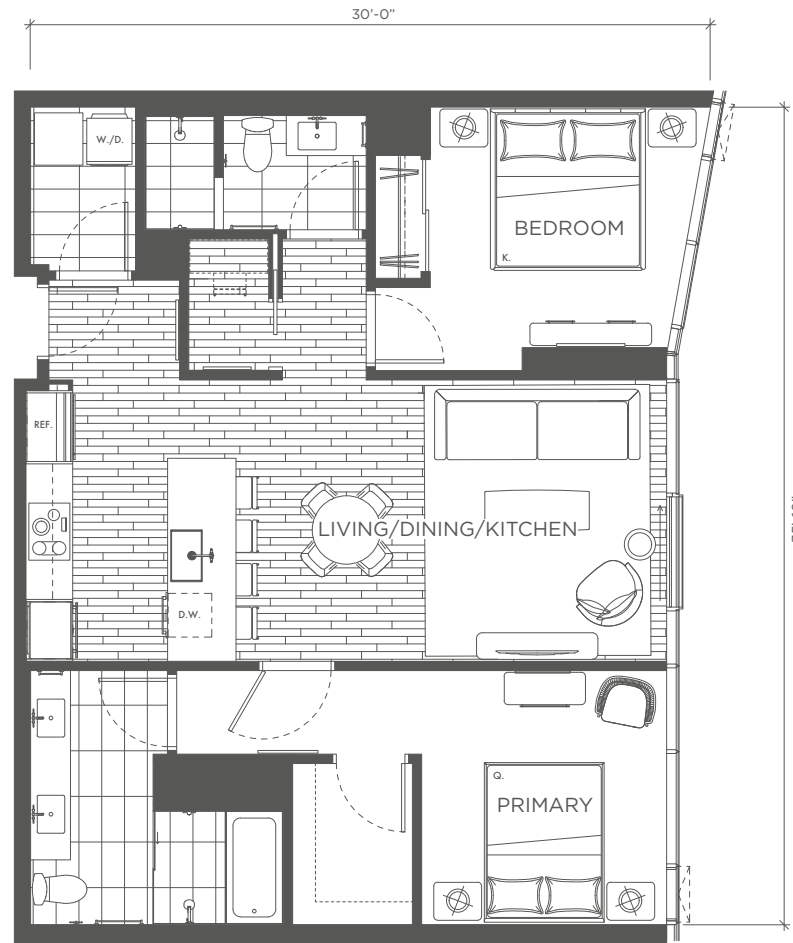 30'-0"
W./D.
BEDROOM
K.
REF.
LIVING/DINING/KITCHEN
D.W.
Q.
PRIMARY